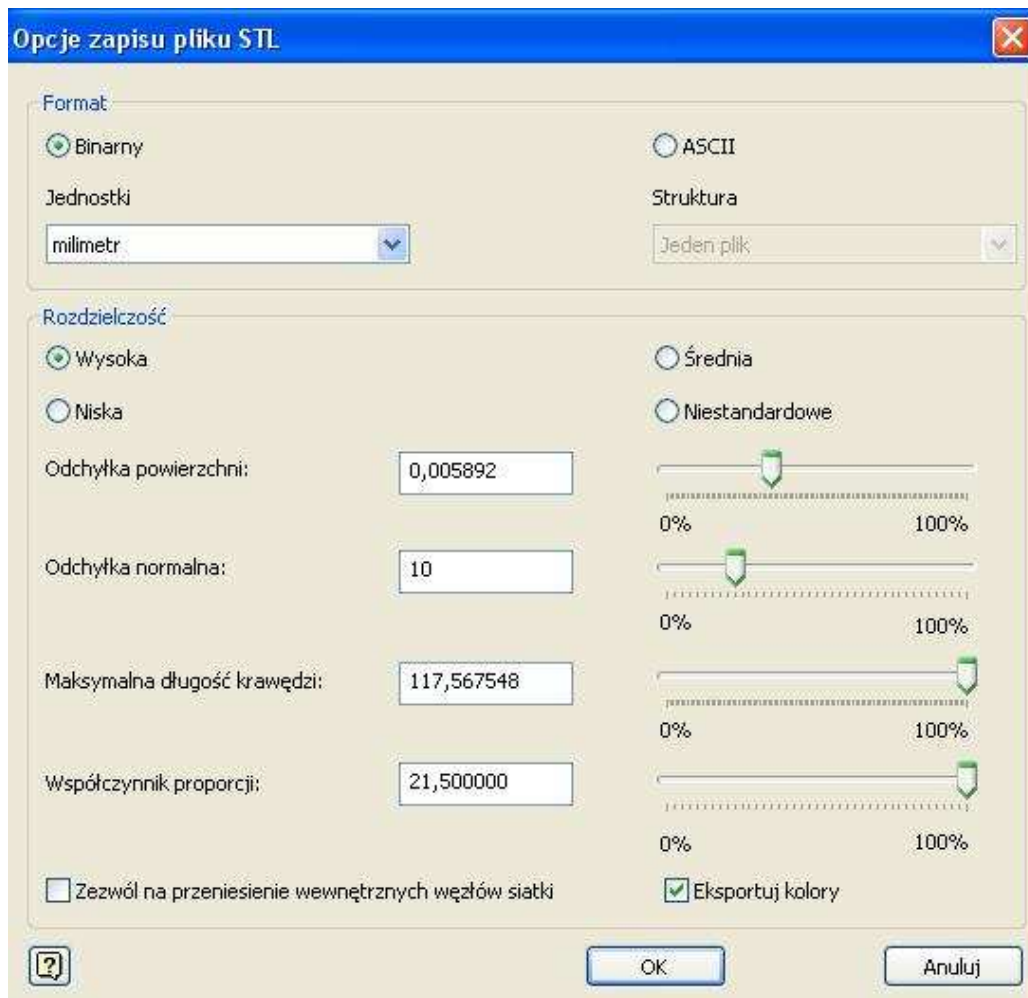 Opcje zapisu pliku STL
Format
Binarny
ASCII
Jednostki
Struktura
milimetr
Jeden plik
Rozdzielczość
Wysoka
Średnia
Niska
Niestandardowe
Odchyłka powierzchni:
0,005892
0% 100%
Odchyłka normalna:
10
0% 100%
Maksymalna długość krawędzi:
117,567548
0% 100%
Współczynnik proporcji:
21,500000
0% 100%
Zezwól na przeniesienie wewnętrznych węzłów siatki
Eksportuj kolory
?
OK
Anuluj